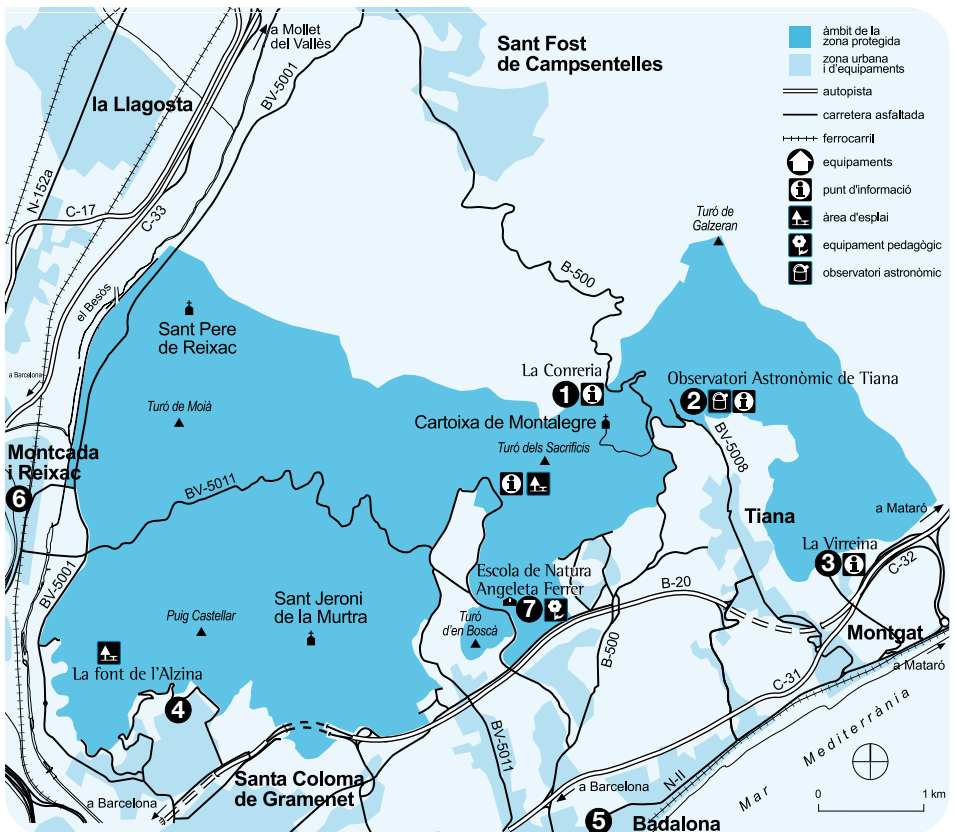 a Mollet
del Vallès
Sant Fost
de Campsentelles
BV-5001
la Llagosta
N-152a
C-17
C-33
el Besòs
àmbit de la
zona protegida
zona urbana
i d'equipaments
autopista
carretera asfaltada
ferrocarril
equipaments
punt d'informació
àrea d'esplai
equipament pedagògic
observatori astronòmic
Turó de
Galzeran
B-500
Sant Pere
de Reixac
a Barcelona
Turó de Moià
La Conreria
1
Observatori Astronòmic de Tiana
2
Cartoixa de Montalegre
Turó dels Sacrificis
BV-5008
Montcada
i Reixac
6
BV-5011
Tiana
a Mataró
La Virreina
3
C-32
BV-5001
Escola de Natura
Angeleta Ferrer
7
B-20
Puig Castellar
Sant Jeroni
de la Murtra
Turó
d'en Boscà
B-500
Montgat
a Mataró
La font de l'Alzina
4
C-31
BV-5011
Mar Mediterrània
Santa Coloma
de Gramenet
a Barcelona
a Barcelona
N-II
5
Badalona
0
1 km